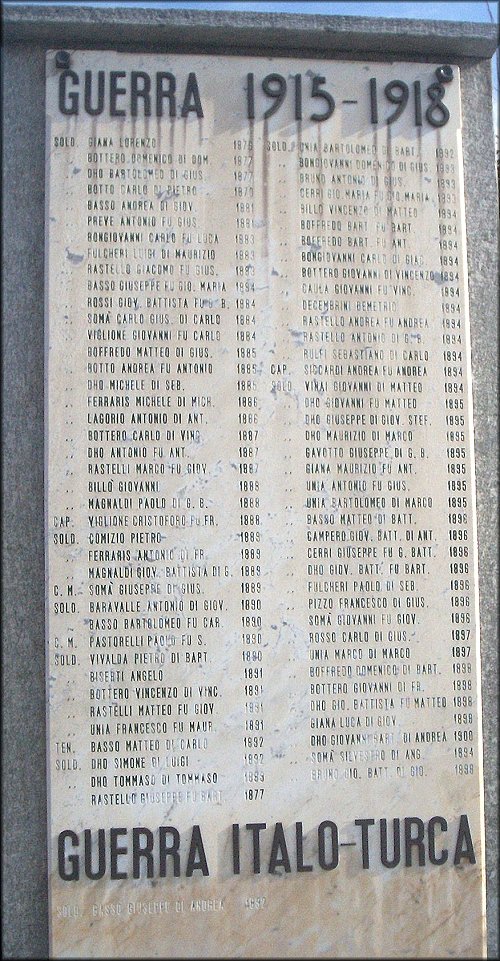 GUERRA 1915-1918
SOLD. GIANA LORENZO 1876
„ BOTTERO DOMENICO DI DOM. 1877
„ DHO BARTOLOMEO DI GIUS. 1877
„ BOTTO CARLO DI PIETRO 1879
„ BASSO ANDREA DI GIOV. 1881
„ PREVE ANTONIO FU GIUS. 1881
„ BONGIOVANNI CARLO FU LUCA 1883
„ FULCHERI LUIGI DI MAURIZIO 1883
„ RASTELLO GIACOMO FU GIUS. 1883
„ BASSO GIUSEPPE FU GIO. MARIA 1884
„ ROSSI GIOV. BATTISTA FU G. B. 1884
„ SOMÀ CARLO GIUS. DI CARLO 1884
„ VIGLIONE GIOVANNI FU CARLO 1884
„ BOFFREDO MATTEO DI GIUS. 1885
„ BOTTO ANDREA FU ANTONIO 1885
„ DHO MICHELE DI SEB. 1885
„ FERRARIS MICHELE DI MICH. 1886
„ LAGORIO ANTONIO DI ANT. 1886
„ BOTTERO CARLO DI VINC. 1887
„ DHO ANTONIO FU ANT. 1887
„ RASTELLI MARCO FU GIOV. 1887
„ BILLÒ GIOVANNI 1888
„ MAGNALDI PAOLO DI G. B. 1888
CAP. VIGLIONE CRISTOFORO FU FR. 1888
SOLD. COMIZIO PIETRO 1889
„ FERRARIS ANTONIO DI FR. 1889
„ MAGNALDI GIOV. BATTISTA DI G. 1889
C. M. SOMÀ GIUSEPPE DI GIUS. 1889
SOLD. BARAVALLE ANTONIO DI GIOV. 1890
„ BASSO BARTOLOMEO FU CAR. 1890
C. M. PASTORELLI PAOLO FU S. 1890
SOLD. VIVALDA PIETRO DI BAPT. 1890
„ BISERTI ANGELO 1891
„ BOTTERO VINCENZO DI VINC. 1891
„ RASTELLI MATTEO FU GIOV. 1891
„ UNIA FRANCESCO FU MAUR. 1891
TEN. BASSO MATTEO DI CARLO 1892
SOLD. DHO SIMONE DI LUIGI 1892
„ DHO TOMMASO DI TOMMASO
„ RASTELLO GIUSEPPE FU BART. 1877
SOLD. UNIA BARTOLOMEO DI BART. 1892
„ BONGIOVANNI DOMENICO DI GIUS. 1893
„ BRUNO ANTONIO DI GIUS. 1893
„ CERRI GIO. MARIA FU GIO. MARIA 1893
„ BILLÒ VINCENZO DI MATTEO 1894
„ BOFFREDO BART. FU BART. 1894
„ BOFFREDO BART. FU ANT. 1894
„ BONGIOVANNI CARLO DI GIAC. 1894
„ BOTTERO GIOVANNI DI VINCENZO 1894
„ CAULA GIOVANNI FU VINC. 1894
„ DECEMBRINI DEMETRIO 1894
„ RASTELLO ANDREA FU ANDREA 1894
„ RASTELLO ANTONIO DI G. B. 1894
„ RULFI SEBASTIANO DI CARLO 1894
CAP. SICCARDI ANDREA FU ANDREA 1894
SOLD. VINAI GIOVANNI DI MATTEO 1894
„ DHO GIOVANNI FU MATTEO 1895
„ DHO GIUSEPPE DI GIOV. STEF. 1895
„ DHO MAURIZIO DI MARCO 1895
„ GAVOTTO GIUSEPPE DI G. B. 1895
„ GIANA MAURIZIO FU ANT. 1895
„ UNIA ANTONIO FU GIUS. 1895
„ UNIA BARTOLOMEO DI MARCO 1895
„ BASSO MATTEO DI BATT. 1896
„ CAMPERO GIOV. BATT. DI ANT. 1896
„ CERRI GIUSEPPE FU G. BATT. 1896
„ DHO GIOV. BATT. FU BART. 1896
„ FULCHERI PAOLO DI SEB. 1896
„ PIZZO FRANCESCO DI GIUS. 1896
„ SOMÀ GIOVANNI FU GIOV. 1896
„ ROSSO CARLO DI GIUS. 1897
„ UNIA MARCO DI MARCO 1897
„ BOFFREDO DOMENICO DI BART. 1898
„ BOTTERO GIOVANNI DI FR. 1898
„ DHO GIO. BATTISTA FU MATTEO 1898
„ GIANA LUCA DI GIOV. 1898
„ DHO GIOVANNI BART. DI ANDREA 1900
„ SOMÀ SILVESTRO DI ANG. 1894
„ BRUNO GIO. BATT. DI GIO. 1898
GUERRA ITALO-TURCA
SOLD. BASSO GIUSEPPE DI ANDREA